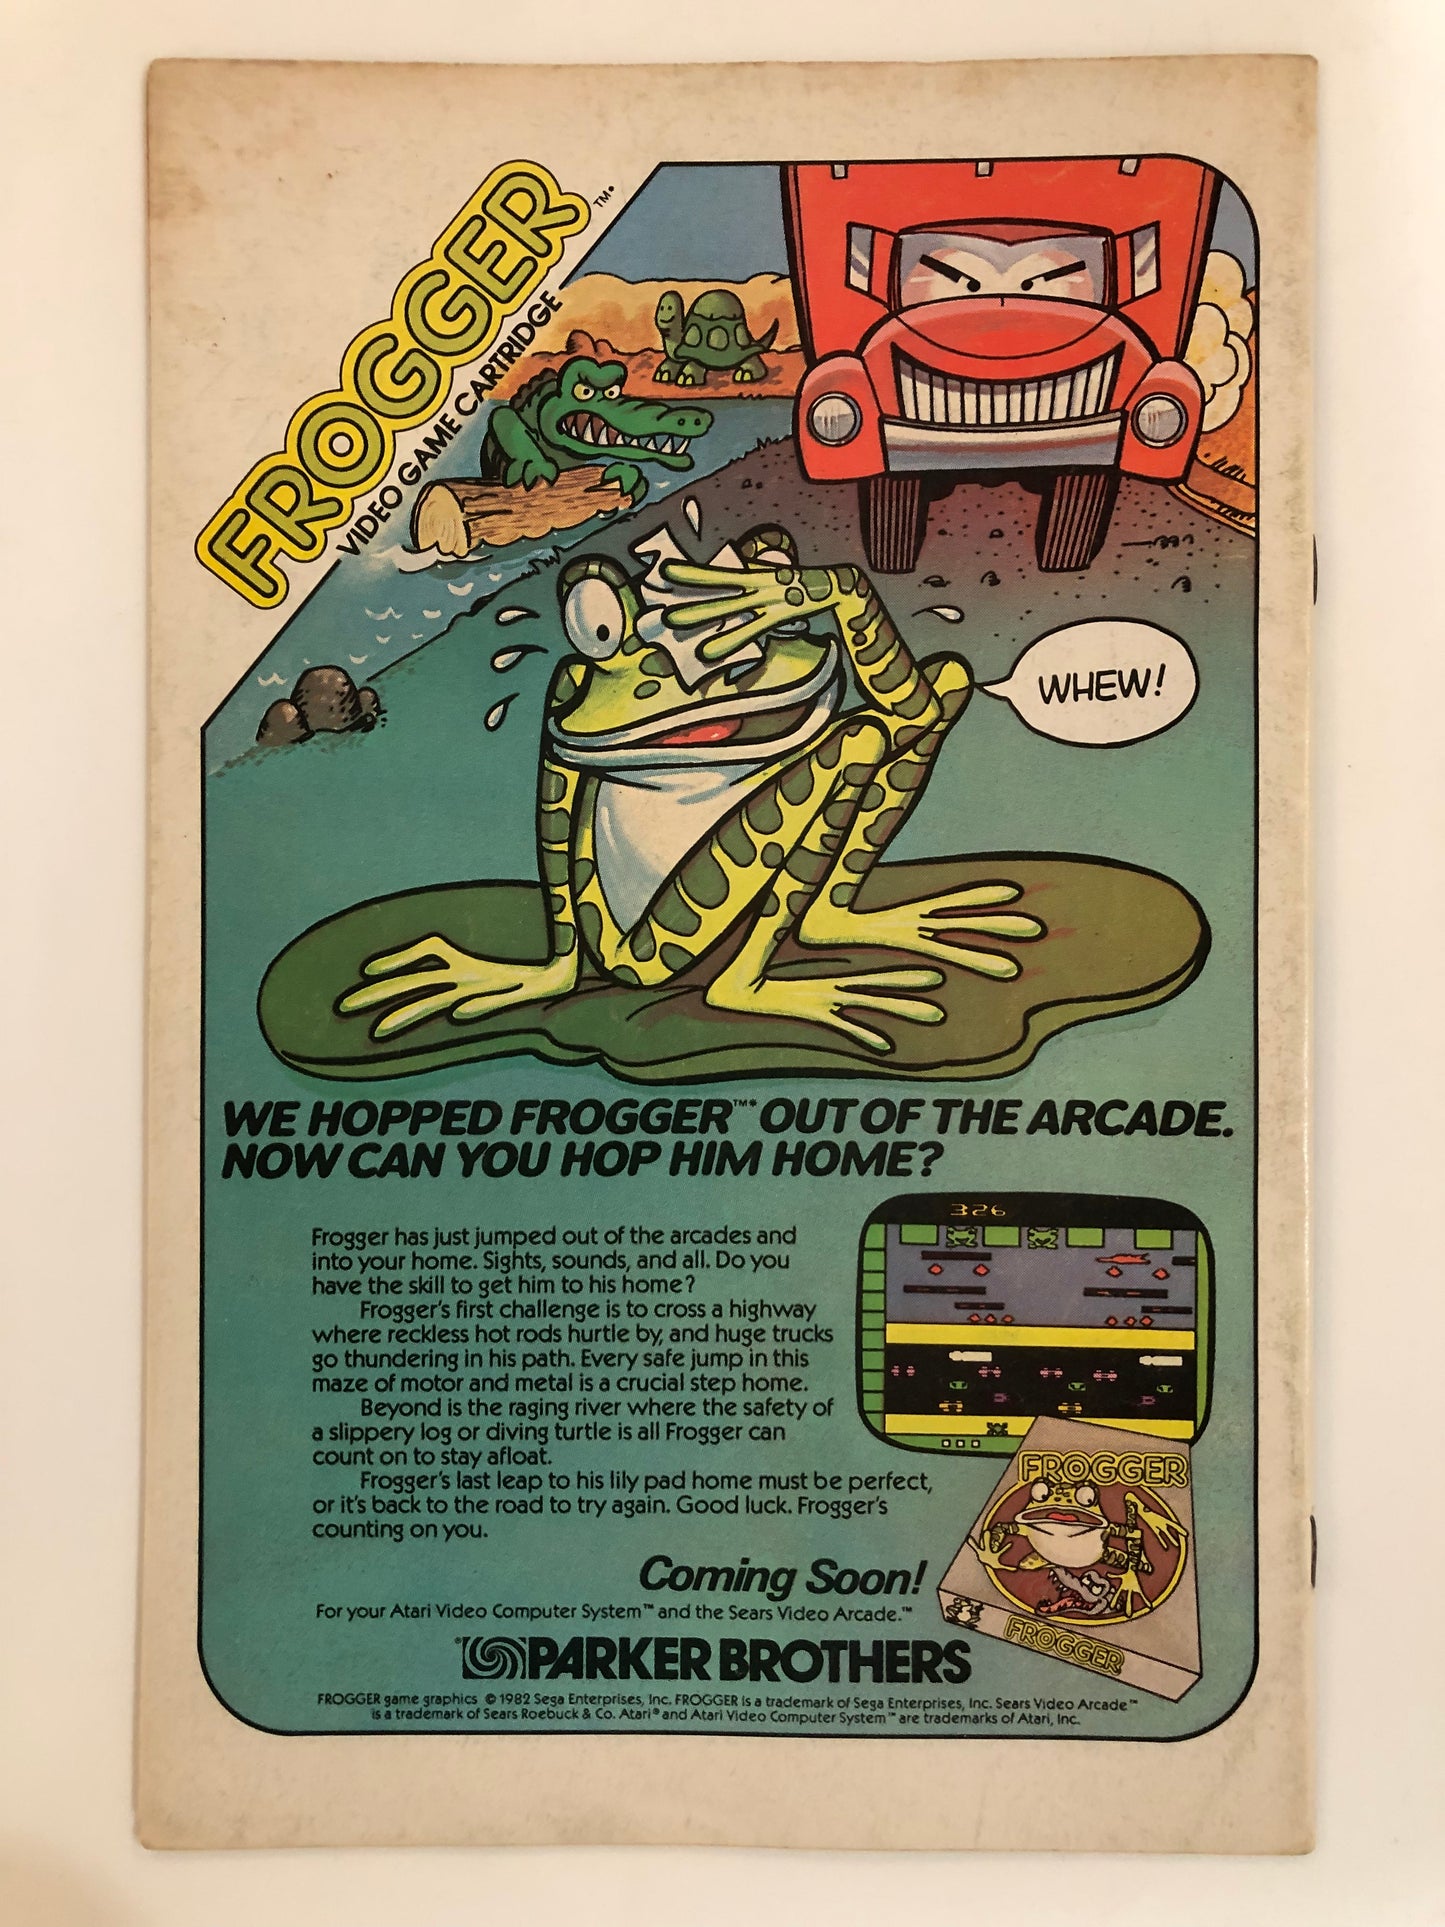 FROGGER™*
VIDEO GAME CARTRIDGE
WHEW!
WE HOPPED FROGGER™* OUT OF THE ARCADE.
NOW CAN YOU HOP HIM HOME?
326
Frogger has just jumped out of the arcades and
into your home. Sights, sounds, and all. Do you
have the skill to get him to his home?
Frogger's first challenge is to cross a highway
where reckless hot rods hurtle by, and huge trucks
go thundering in his path. Every safe jump in this
maze of motor and metal is a crucial step home.
Beyond is the raging river where the safety of
a slippery log or diving turtle is all Frogger can
count on to stay afloat.
Frogger's last leap to his lily pad home must be perfect,
or it's back to the road to try again. Good luck. Frogger's
counting on you.
FROGGER
FROGGER
Coming Soon!
For your Atari Video Computer System™ and the Sears Video Arcade.™
PARKER BROTHERS
FROGGER game graphics © 1982 Sega Enterprises, Inc. FROGGER is a trademark of Sega Enterprises, Inc. Sears Video Arcade™
is a trademark of Sears Roebuck & Co. Atari® and Atari Video Computer System™ are trademarks of Atari, Inc.